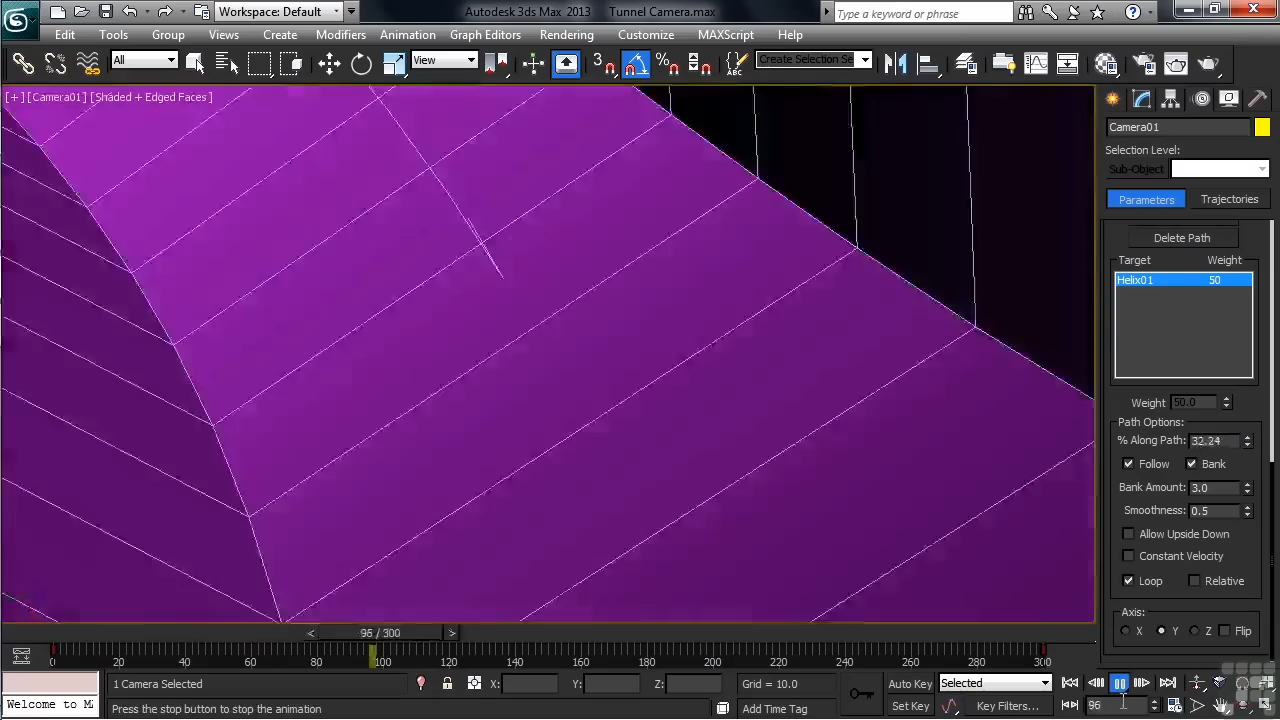 Workspace: Default
Autodesk 3ds Max 2013 Tunnel Camera.max
Type a keyword or phrase
Edit Tools Group Views Create Modifiers Animation Graph Editors Rendering Customize MAXScript Help
All
View
3
Create Selection Se
[+] [Camera01] [Shaded + Edged Faces]
Camera01
Selection Level:
Sub-Object
Parameters Trajectories
Delete Path
Target Weight
Helix01 50
Weight 50.0
Path Options:
% Along Path: 32.24
Follow Bank
Bank Amount: 3.0
Smoothness: 0.5
Allow Upside Down
Constant Velocity
Loop Relative
Axis:
X Y Z Flip
< 96 / 300 >
0 20 40 60 80 100 120 140 160 180 200 220 240 260 280 300
1 Camera Selected X: Y: Z: Grid = 10.0 Auto Key Selected
Welcome to M Press the stop button to stop the animation Add Time Tag Set Key Key Filters... 96